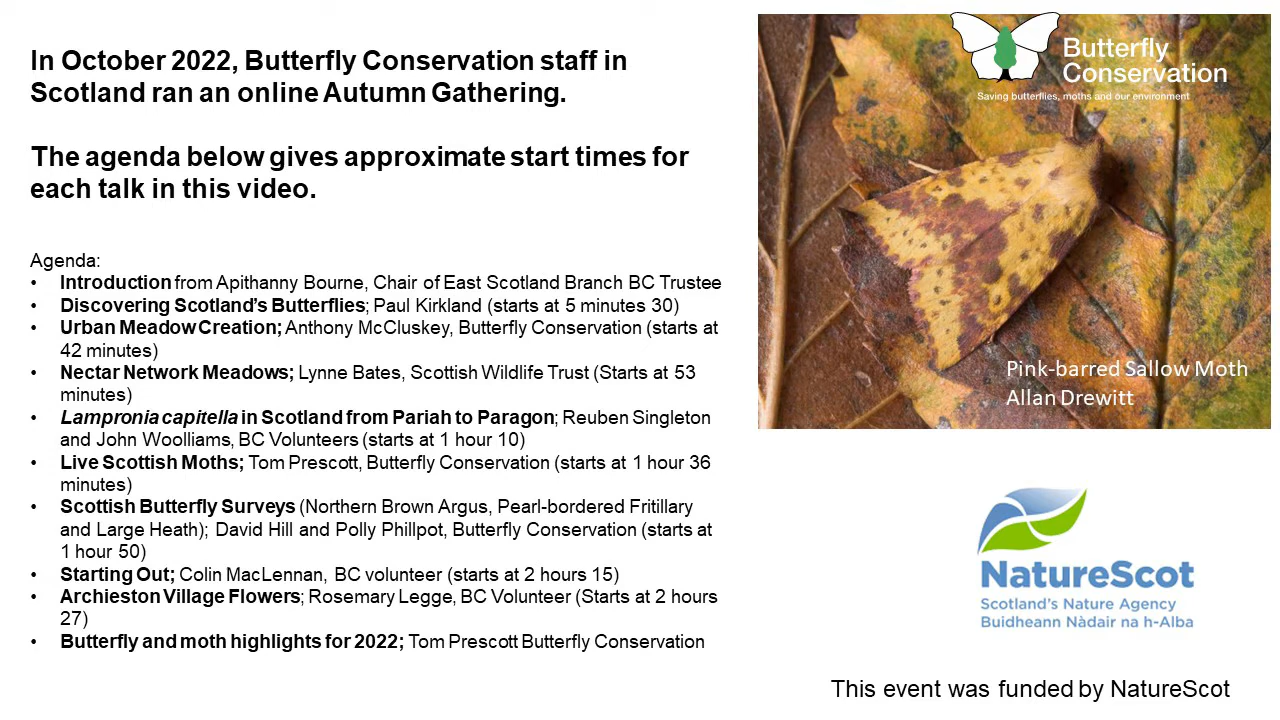 In October 2022, Butterfly Conservation staff in
Scotland ran an online Autumn Gathering.
The agenda below gives approximate start times for
each talk in this video.
Agenda:
• Introduction from Apithanny Bourne, Chair of East Scotland Branch BC Trustee
• Discovering Scotland’s Butterflies; Paul Kirkland (starts at 5 minutes 30)
• Urban Meadow Creation; Anthony McCluskey, Butterfly Conservation (starts at
42 minutes)
• Nectar Network Meadows; Lynne Bates, Scottish Wildlife Trust (Starts at 53
minutes)
• Lampronia capitella in Scotland from Pariah to Paragon; Reuben Singleton
and John Woolliams, BC Volunteers (starts at 1 hour 10)
• Live Scottish Moths; Tom Prescott, Butterfly Conservation (starts at 1 hour 36
minutes)
• Scottish Butterfly Surveys (Northern Brown Argus, Pearl-bordered Fritillary
and Large Heath); David Hill and Polly Phillpot, Butterfly Conservation (starts at
1 hour 50)
• Starting Out; Colin MacLennan, BC volunteer (starts at 2 hours 15)
• Archieston Village Flowers; Rosemary Legge, BC Volunteer (Starts at 2 hours
27)
• Butterfly and moth highlights for 2022; Tom Prescott Butterfly Conservation
Butterfly
Conservation
Saving butterflies, moths and our environment
Pink-barred Sallow Moth
Allan Drewitt
NatureScot
Scotland’s Nature Agency
Buidheann Nàdair na h-Alba
This event was funded by NatureScot